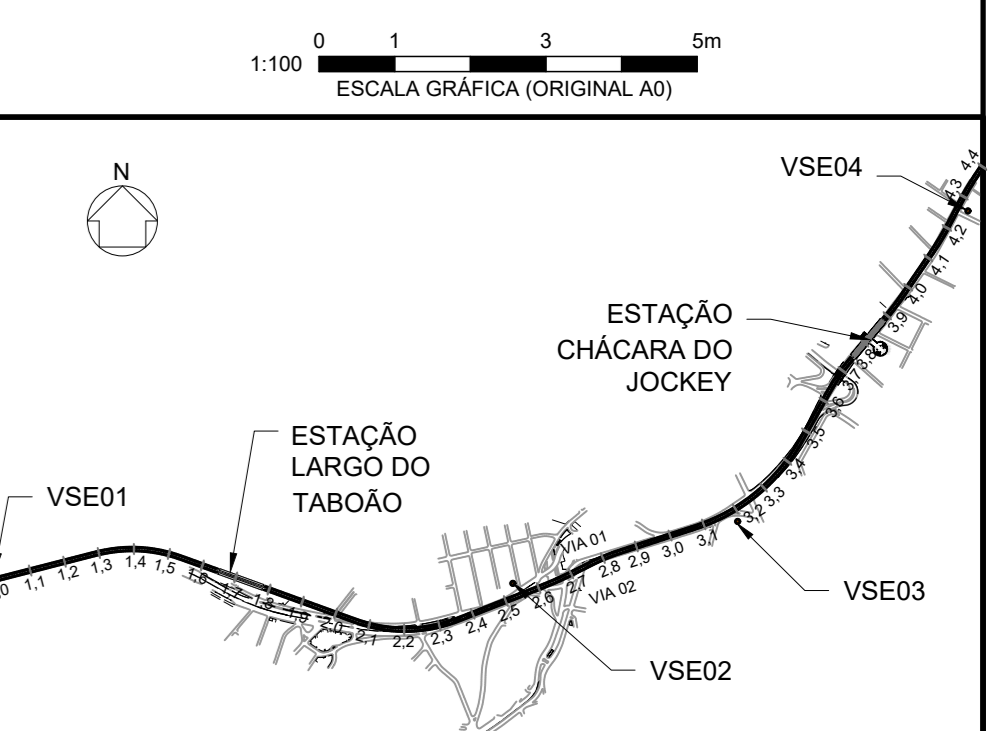 0 1 3 5m
1:100
ESCALA GRÁFICA (ORIGINAL A0)
N
VSE04
ESTAÇÃO
CHÁCARA DO
JOCKEY
ESTAÇÃO
LARGO DO
TABOÃO
VSE01
VIA 01
VIA 02
VSE03
VSE02
1,1
1,2
1,3
1,4
1,5
1,6
1,7
1,8
1,9
2,0
2,1
2,2
2,3
2,4
2,5
2,6
2,7
2,8
2,9
3,0
3,1
3,2
3,3
3,4
3,5
3,6
3,7
3,8
3,9
4,0
4,1
4,2
4,3
4,4